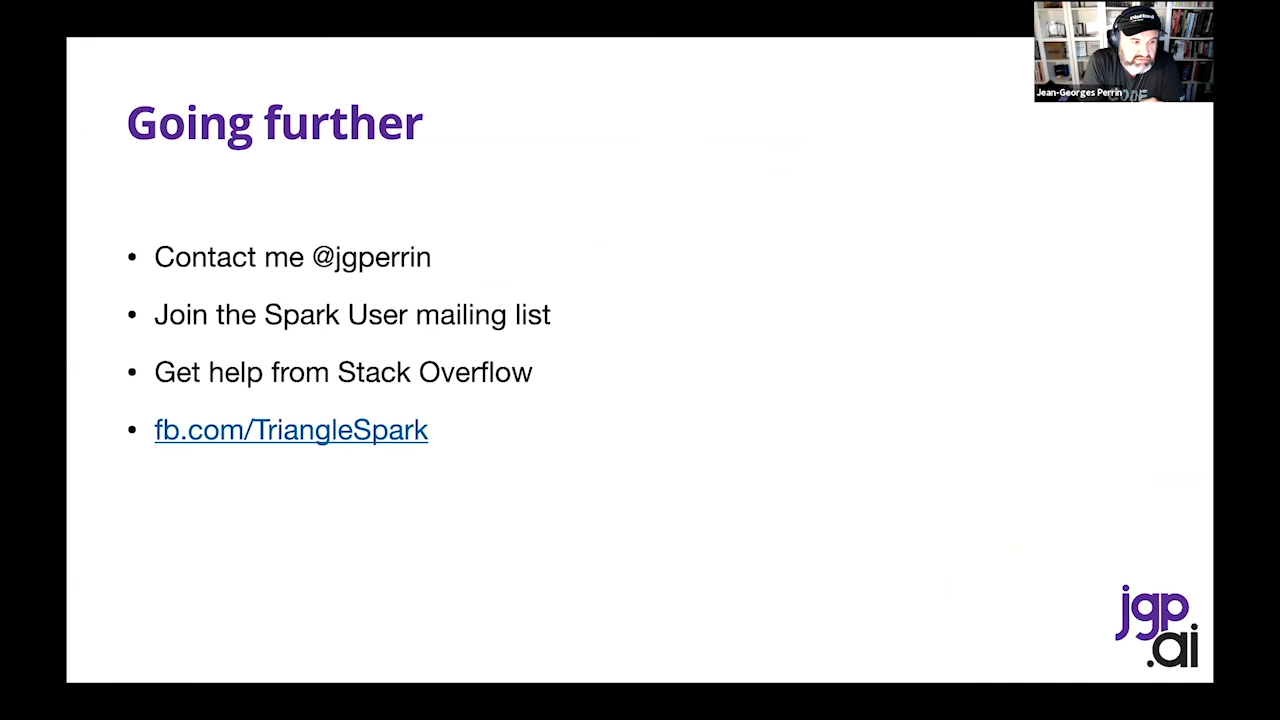 Jean-Georges Perrin
Going further
• Contact me @jgperrin
• Join the Spark User mailing list
• Get help from Stack Overflow
• fb.com/TriangleSpark
jgp
.ai